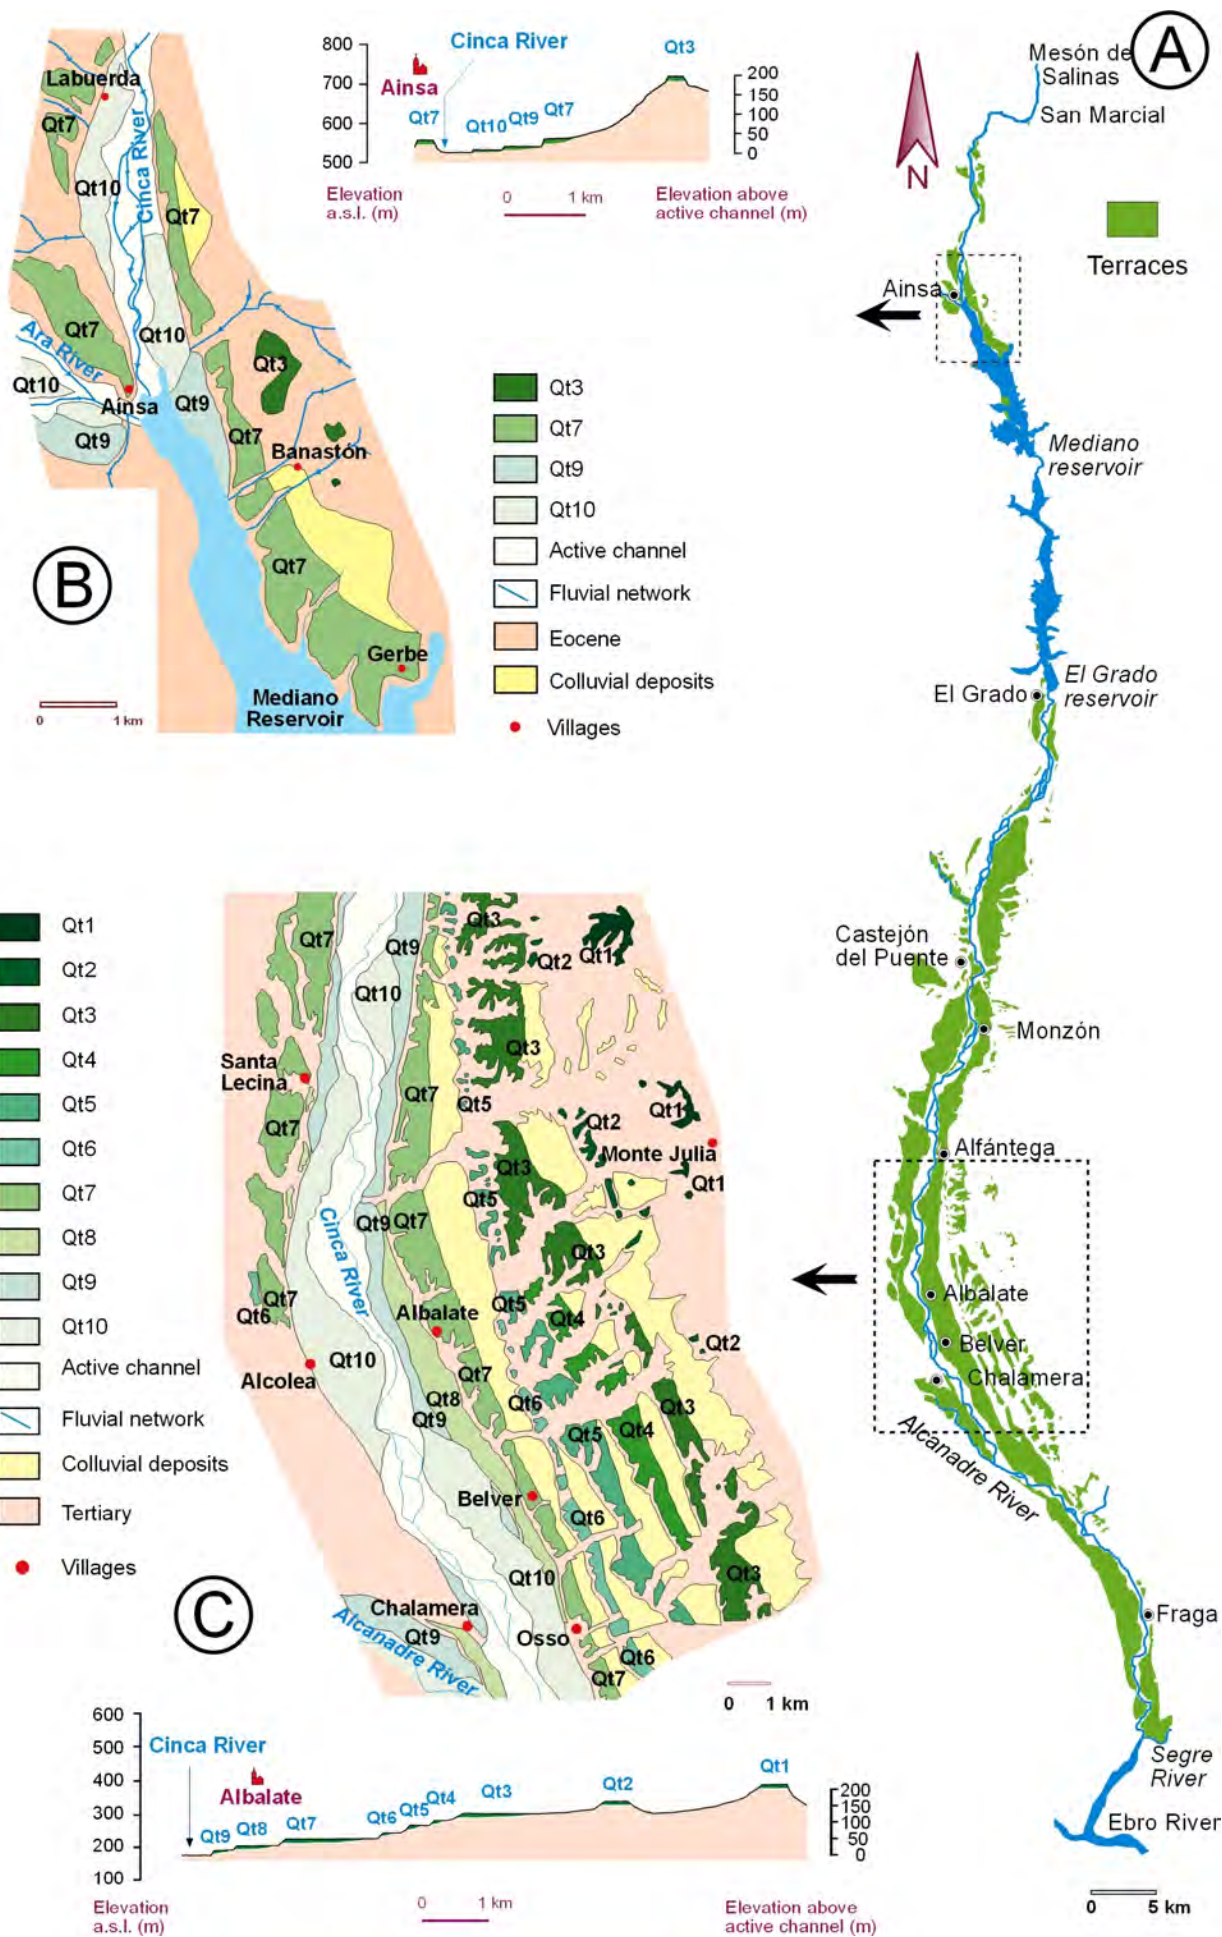 A
Mesón de
Salinas
San Marcial
N
Terraces
Ainsa
Mediano
reservoir
El Grado
El Grado
reservoir
Castejón
del Puente
Monzón
Alfántega
Albalate
Belver
Chalamera
Alcanadre River
Fraga
Segre
River
Ebro River
0 5 km
800
700
600
500
Cinca River
Ainsa
Qt7
Qt10
Qt9
Qt7
Qt3
200
150
100
50
0
Elevation
a.s.l. (m)
0 1 km
Elevation above
active channel (m)
B
Labuerda
Qt7
Qt10
Cinca River
Qt7
Qt7
Ara River
Qt10
Qt10
Qt3
Aínsa
Qt9
Qt9
Qt7
Banastón
Qt7
Gerbe
Mediano
Reservoir
0 1 km
Qt3
Qt7
Qt9
Qt10
Active channel
Fluvial network
Eocene
Colluvial deposits
Villages
Qt1
Qt2
Qt3
Qt4
Qt5
Qt6
Qt7
Qt8
Qt9
Qt10
Active channel
Fluvial network
Colluvial deposits
Tertiary
Villages
C
Qt7
Qt9
Qt3
Qt2
Qt1
Qt10
Qt3
Santa
Lecina
Qt7
Qt7
Qt5
Qt2
Qt1
Monte Julia
Qt3
Qt5
Qt1
Qt9
Qt7
Cinca River
Qt3
Qt7
Qt6
Albalate
Qt5
Qt4
Qt2
Qt10
Alcolea
Qt7
Qt8
Qt9
Qt6
Qt3
Qt4
Qt5
Belver
Qt6
Qt10
Qt3
Chalamera
Qt9
Alcanadre River
Osso
Qt6
Qt7
0 1 km
600
500
400
300
200
100
Cinca River
Albalate
Qt9
Qt8
Qt7
Qt6
Qt5
Qt4
Qt3
Qt2
Qt1
200
150
100
50
0
Elevation
a.s.l. (m)
0 1 km
Elevation above
active channel (m)